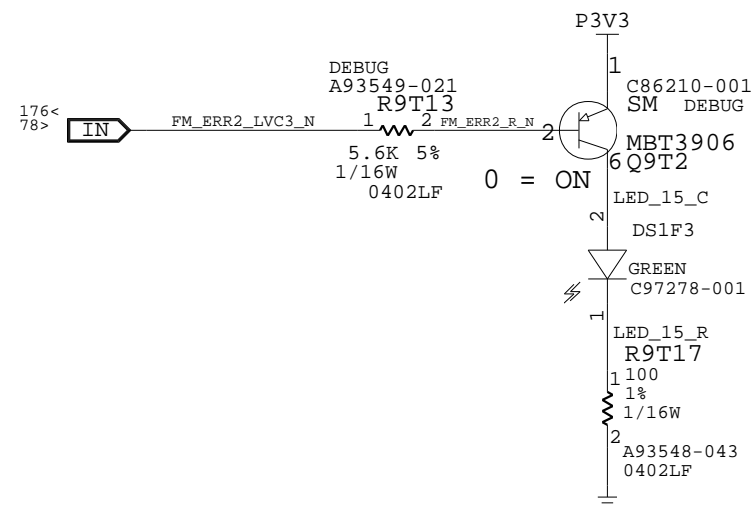 P3V3
1
DEBUG
A93549-021
R9T13
C86210-001
SM DEBUG
176<
78>
IN
FM_ERR2_LVC3_N
1
2
FM_ERR2_R_N
2
MBT3906
6 Q9T2
5.6K 5%
1/16W
0402LF
0 = ON
LED_15_C
2
DS1F3
GREEN
C97278-001
1
LED_15_R
R9T17
1
100
1%
1/16W
2
A93548-043
0402LF